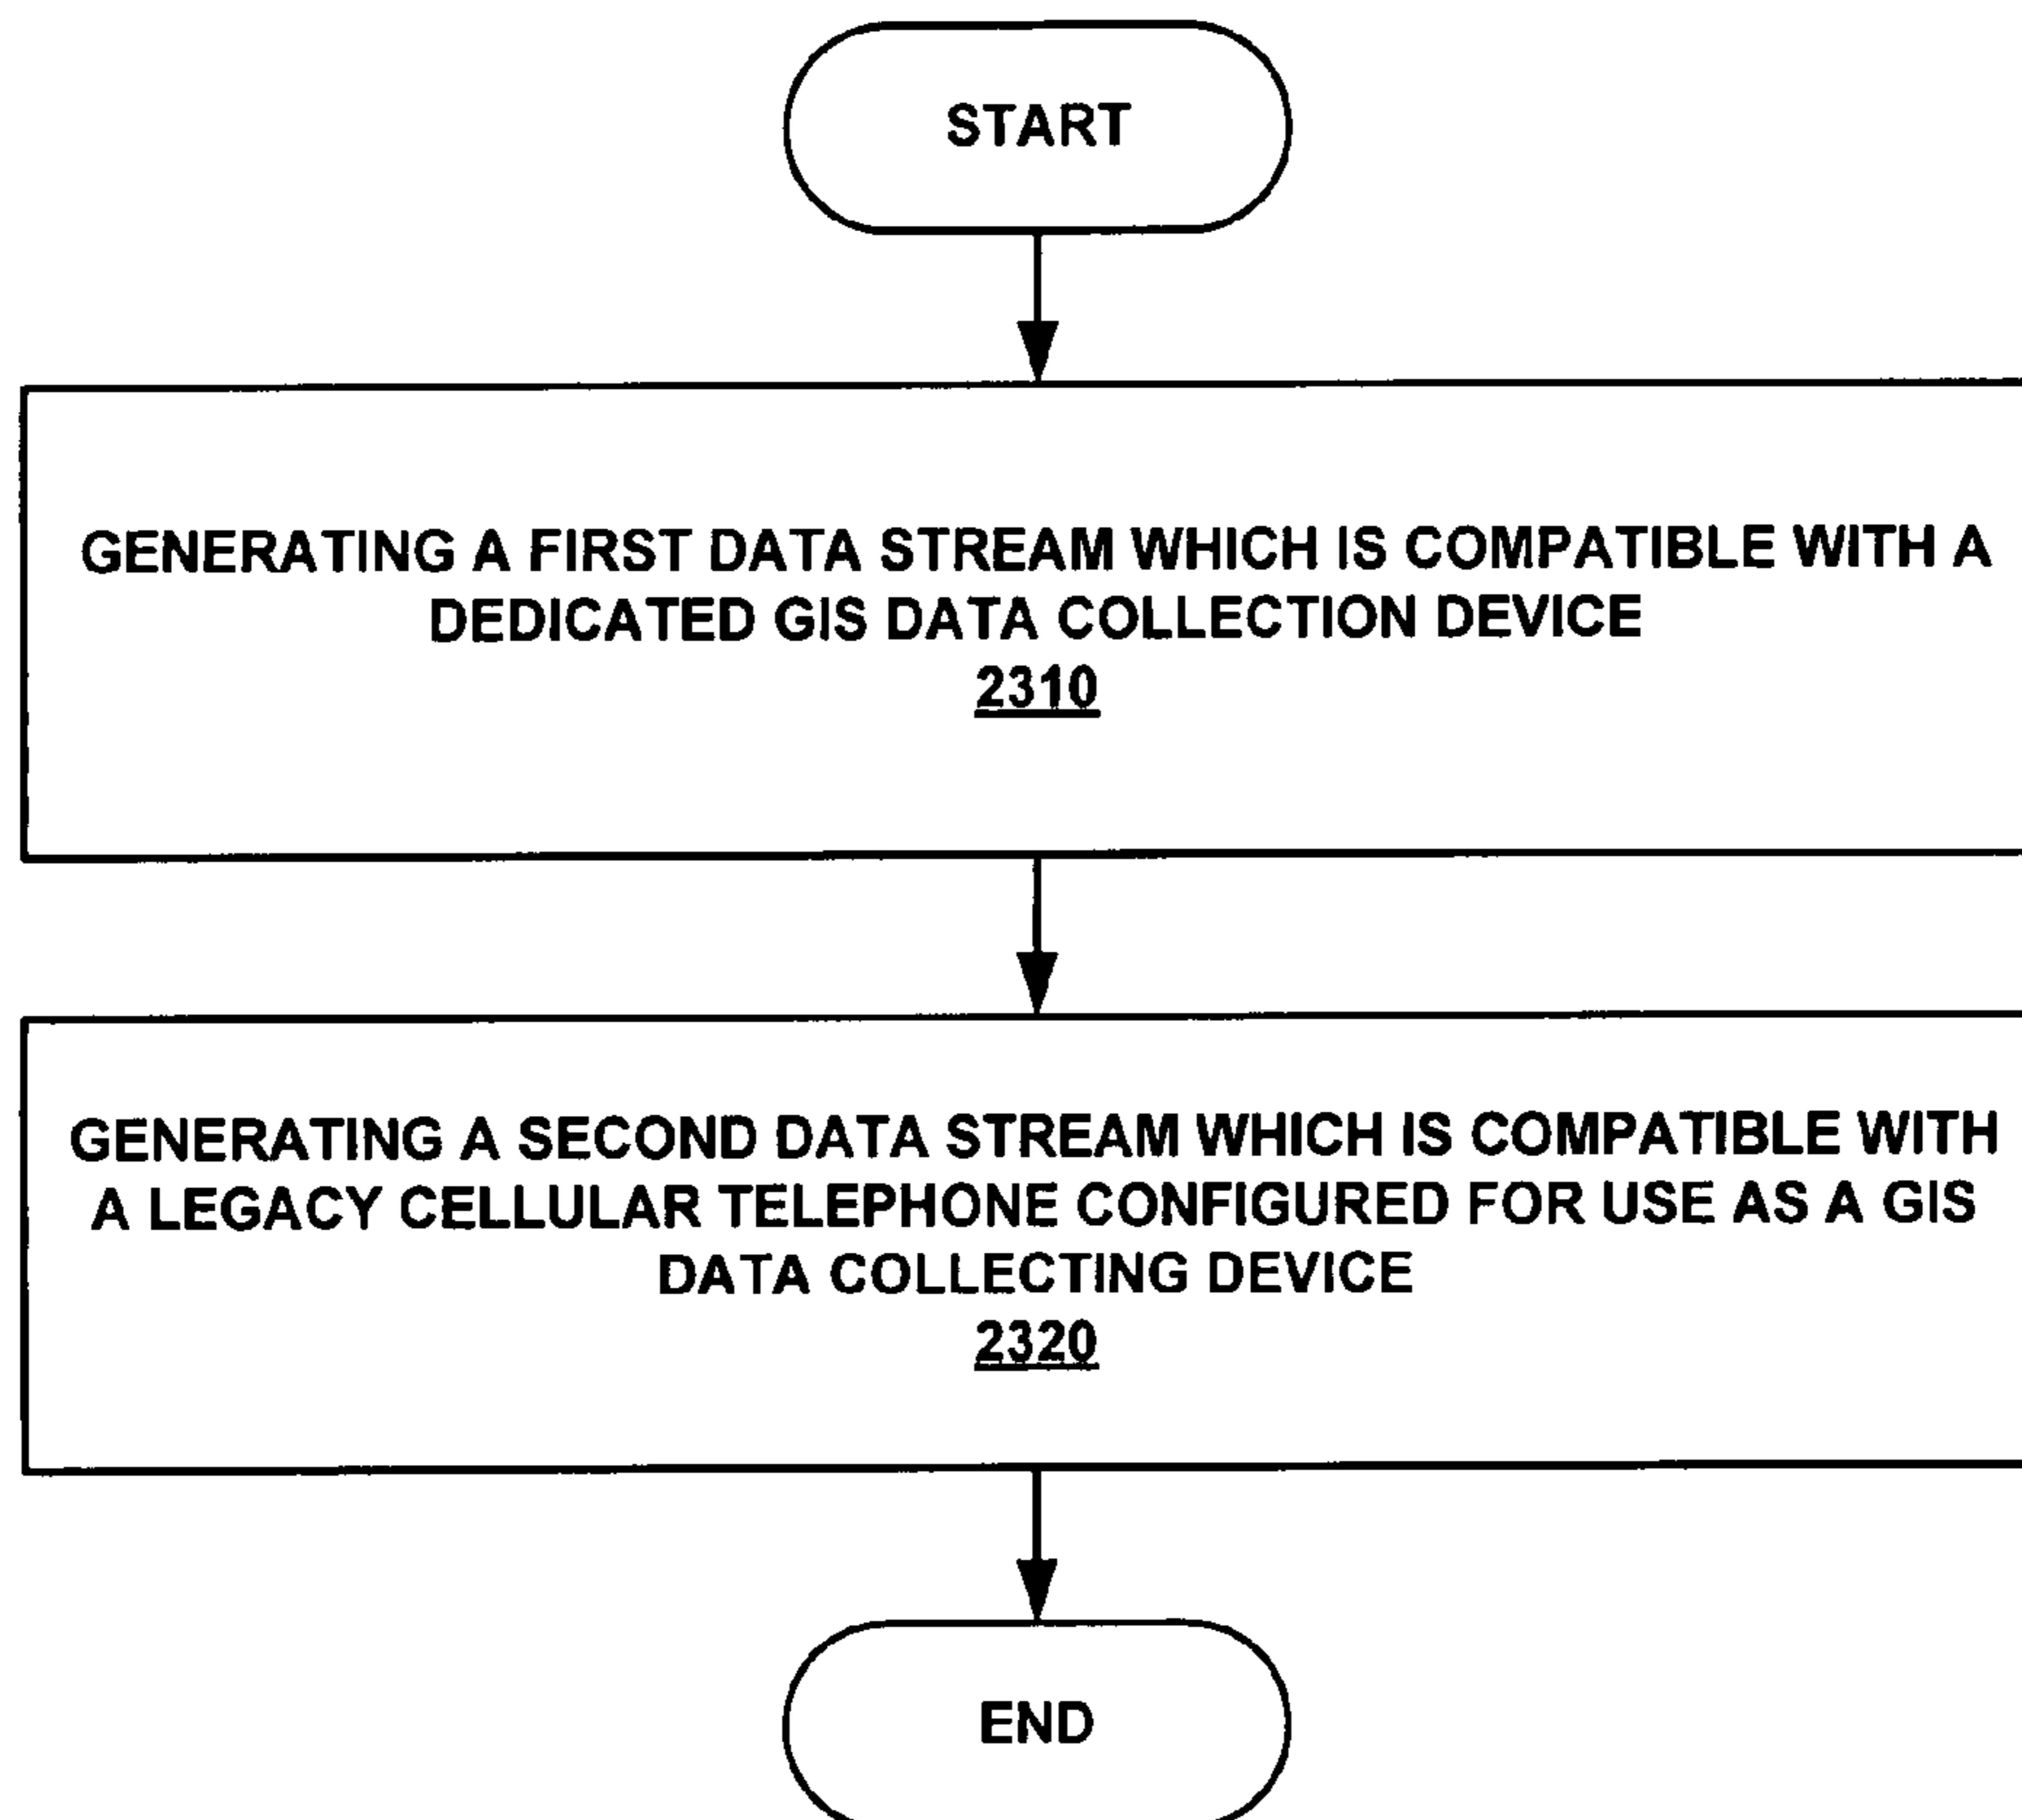 START
GENERATING A FIRST DATA STREAM WHICH IS COMPATIBLE WITH A
DEDICATED GIS DATA COLLECTION DEVICE
2310
GENERATING A SECOND DATA STREAM WHICH IS COMPATIBLE WITH
A LEGACY CELLULAR TELEPHONE CONFIGURED FOR USE AS A GIS
DATA COLLECTING DEVICE
2320
END